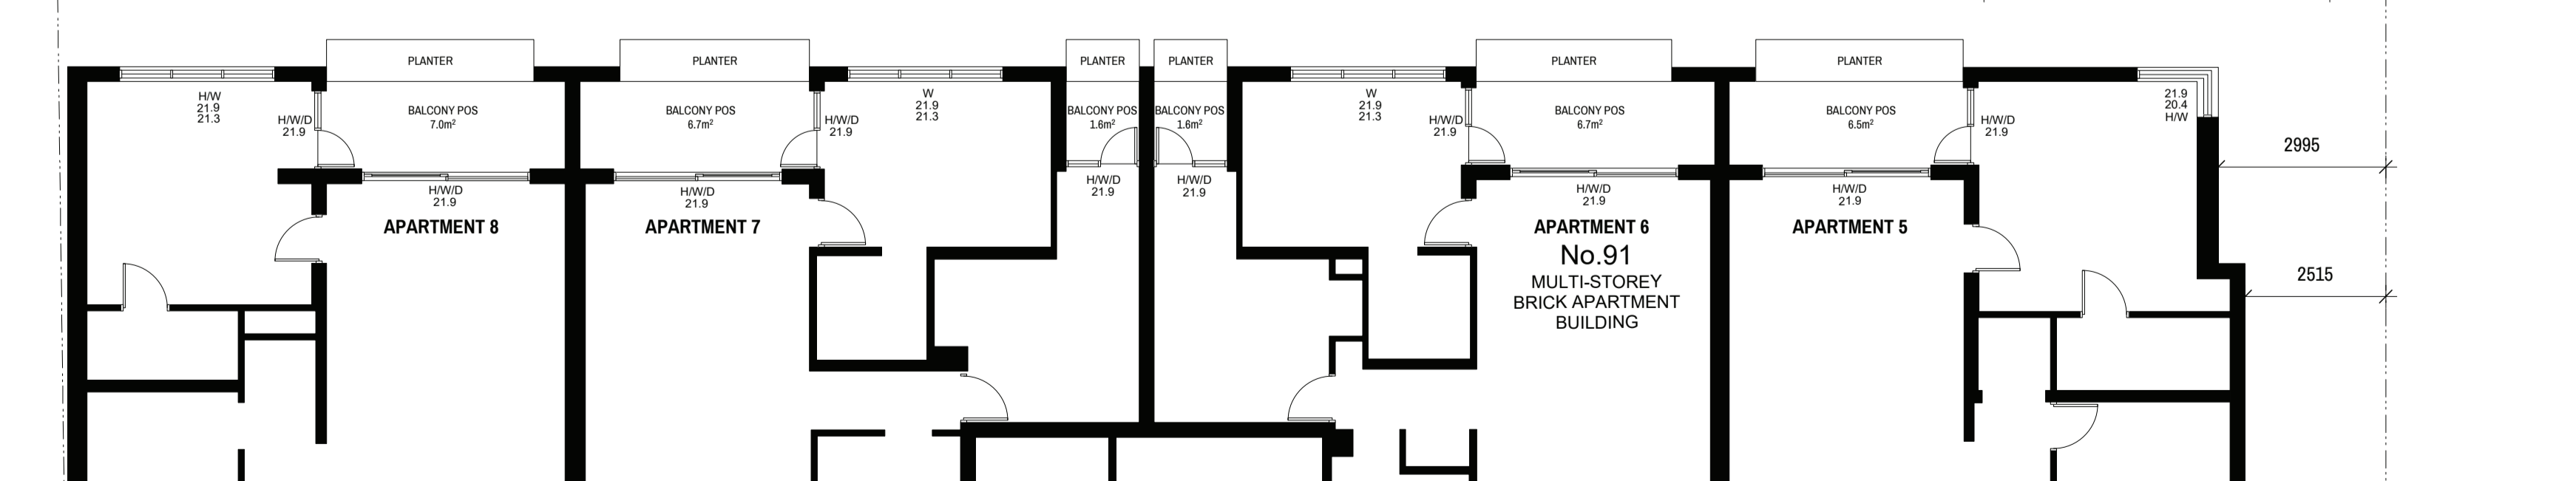 PLANTER
PLANTER
PLANTER
PLANTER
PLANTER
PLANTER
H/W
21.9
21.3
H/W/D
21.9
BALCONY POS
7.0m²
BALCONY POS
6.7m²
H/W/D
21.9
W
21.9
21.3
BALCONY POS
1.6m²
BALCONY POS
1.6m²
W
21.9
21.3
H/W/D
21.9
BALCONY POS
6.7m²
BALCONY POS
6.5m²
H/W/D
21.9
21.9
20.4
H/W
2995
H/W/D
21.9
H/W/D
21.9
H/W/D
21.9
H/W/D
21.9
H/W/D
21.9
H/W/D
21.9
APARTMENT 8
APARTMENT 7
APARTMENT 6
No.91
MULTI-STOREY
BRICK APARTMENT
BUILDING
APARTMENT 5
2515